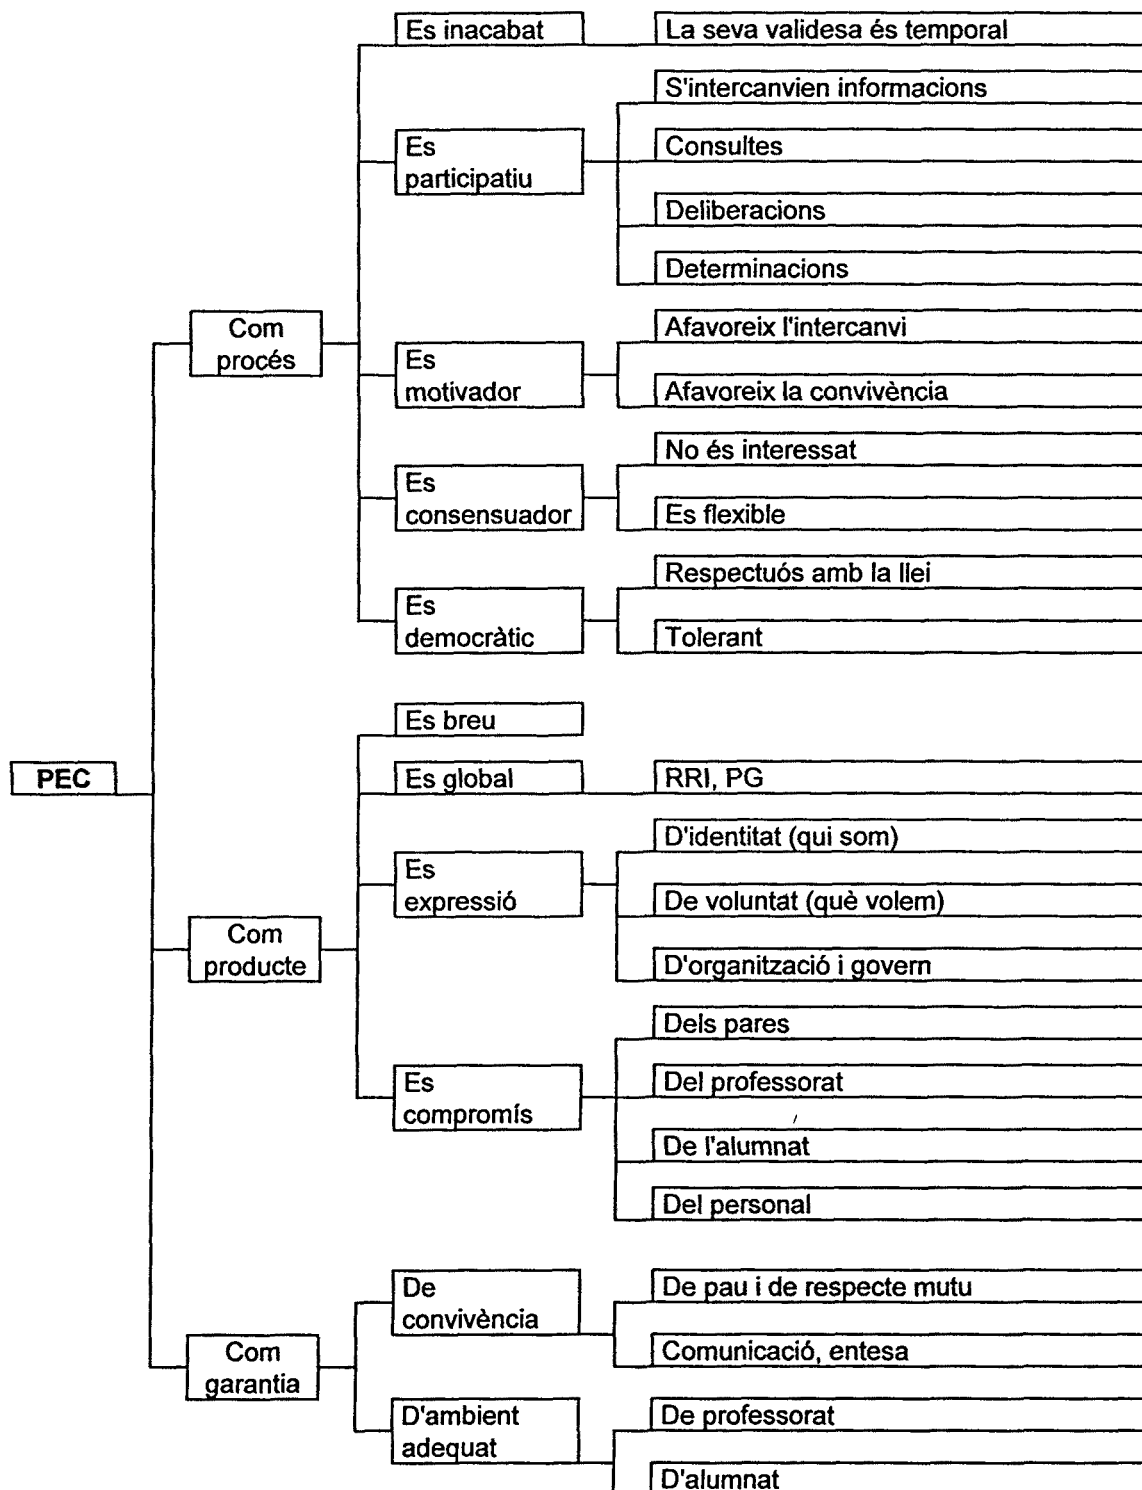 Es inacabat
La seva validesa és temporal
S'intercanvien informacions
Es
participatiu
Consultes
Deliberacions
Determinacions
Com
procés
Afavoreix l'intercanvi
Es
motivador
Afavoreix la convivència
No és interessat
Es
consensuador
Es flexible
Respectuós amb la llei
Es
democràtic
Tolerant
Es breu
PEC
Es global
RRI, PG
D'identitat (qui som)
Es
expressió
De voluntat (què volem)
Com
producte
D'organització i govern
Dels pares
Es
compromís
Del professorat
De l'alumnat
Del personal
De
convivència
De pau i de respecte mutu
Comunicació, entesa
Com
garantia
D'ambient
adequat
De professorat
D'alumnat